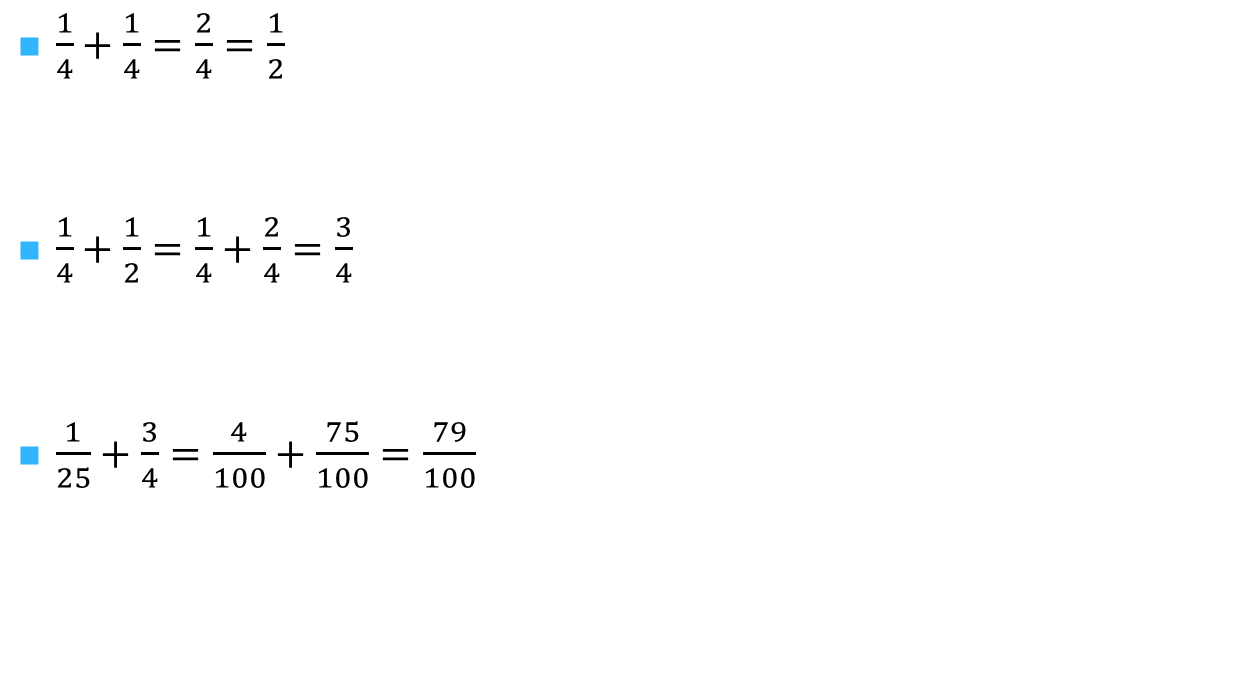 ■ 1/4 + 1/4 = 2/4 = 1/2
■ 1/4 + 1/2 = 1/4 + 2/4 = 3/4
■ 1/25 + 3/4 = 4/100 + 75/100 = 79/100